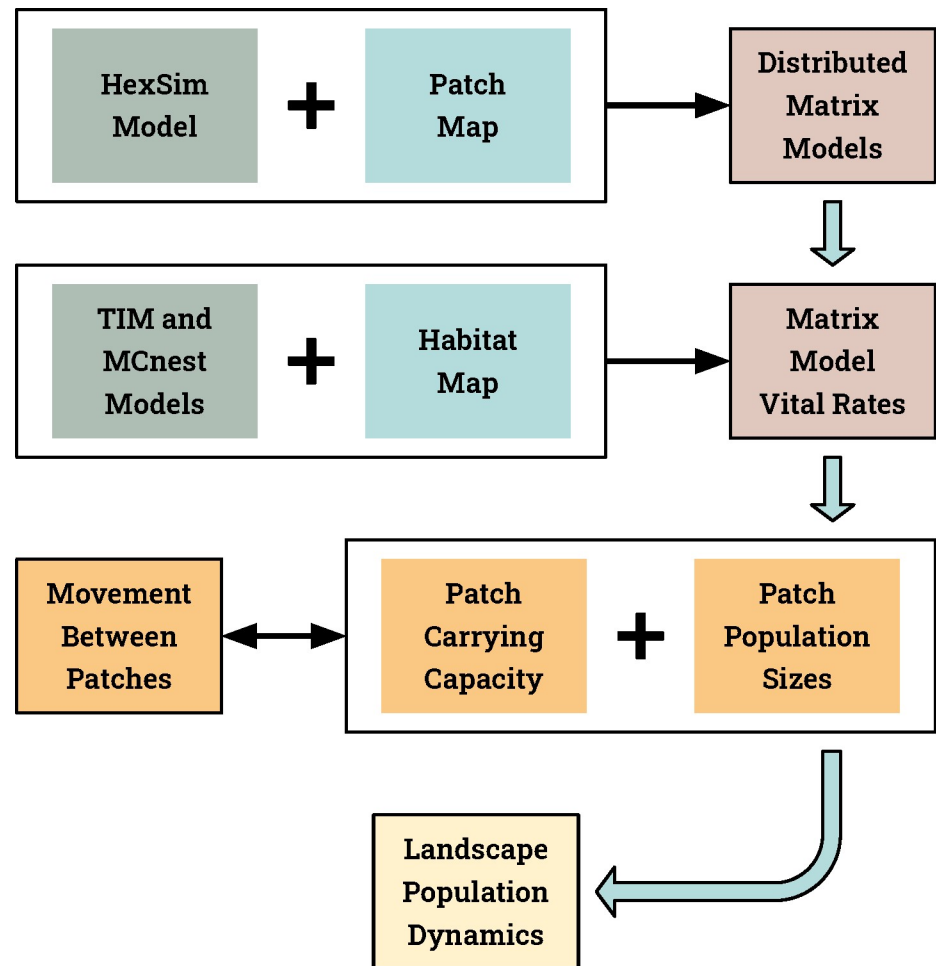 HexSim
Model
+
Patch
Map
Distributed
Matrix
Models
TIM and
MCnest
Models
+
Habitat
Map
Matrix
Model
Vital Rates
Movement
Between
Patches
Patch
Carrying
Capacity
+
Patch
Population
Sizes
Landscape
Population
Dynamics